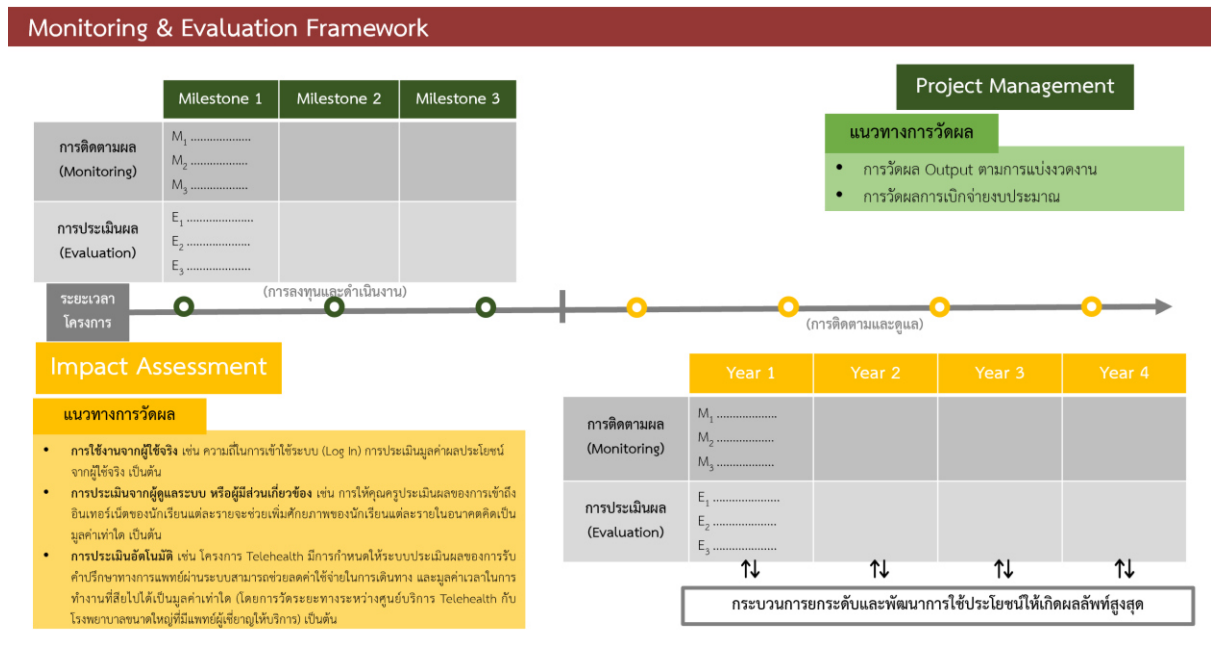 Monitoring & Evaluation Framework
Milestone 1 Milestone 2 Milestone 3
การติดตามผล
(Monitoring)
M1 ...................
M2 ..................
M3 ..................
การประเมินผล
(Evaluation)
E1 .....................
E2 ....................
E3 ....................
Project Management
แนวทางการวัดผล
• การวัดผล Output ตามการแบ่งงวดงาน
• การวัดผลการเบิกจ่ายงบประมาณ
ระยะเวลา
โครงการ
(การลงทุนและดำเนินงาน)
(การติดตามและดูแล)
Impact Assessment
แนวทางการวัดผล
• การใช้งานจากผู้ใช้จริง เช่น ความถี่ในการเข้าใช้ระบบ (Log In) การประเมินมูลค่าผลประโยชน์
จากผู้ใช้จริง เป็นต้น
• การประเมินจากผู้ดูแลระบบ หรือผู้มีส่วนเกี่ยวข้อง เช่น การให้คุณครูประเมินผลของการเข้าถึง
อินเทอร์เน็ตของนักเรียนแต่ละรายจะช่วยเพิ่มศักยภาพของนักเรียนแต่ละรายในอนาคตคิดเป็น
มูลค่าเท่าใด เป็นต้น
• การประเมินอัตโนมัติ เช่น โครงการ Telehealth มีการกำหนดให้ระบบประเมินผลของการรับ
คำปรึกษาทางการแพทย์ผ่านระบบสามารถช่วยลดค่าใช้จ่ายในการเดินทาง และมูลค่าเวลาในการ
ทำงานที่สียไปได้เป็นมูลค่าเท่าใด (โดยการวัดระยะทางระหว่างศูนย์บริการ Telehealth กับ
โรงพยาบาลขนาดใหญ่ที่มีแพทย์ผู้เชี่ยาญให้บริการ) เป็นต้น
Year 1 Year 2 Year 3 Year 4
การติดตามผล
(Monitoring)
M1 ...................
M2 ..................
M3 ..................
การประเมินผล
(Evaluation)
E1 .....................
E2 ....................
E3 ....................
กระบวนการยกระดับและพัฒนาการใช้ประโยชน์ให้เกิดผลลัพท์สูงสุด